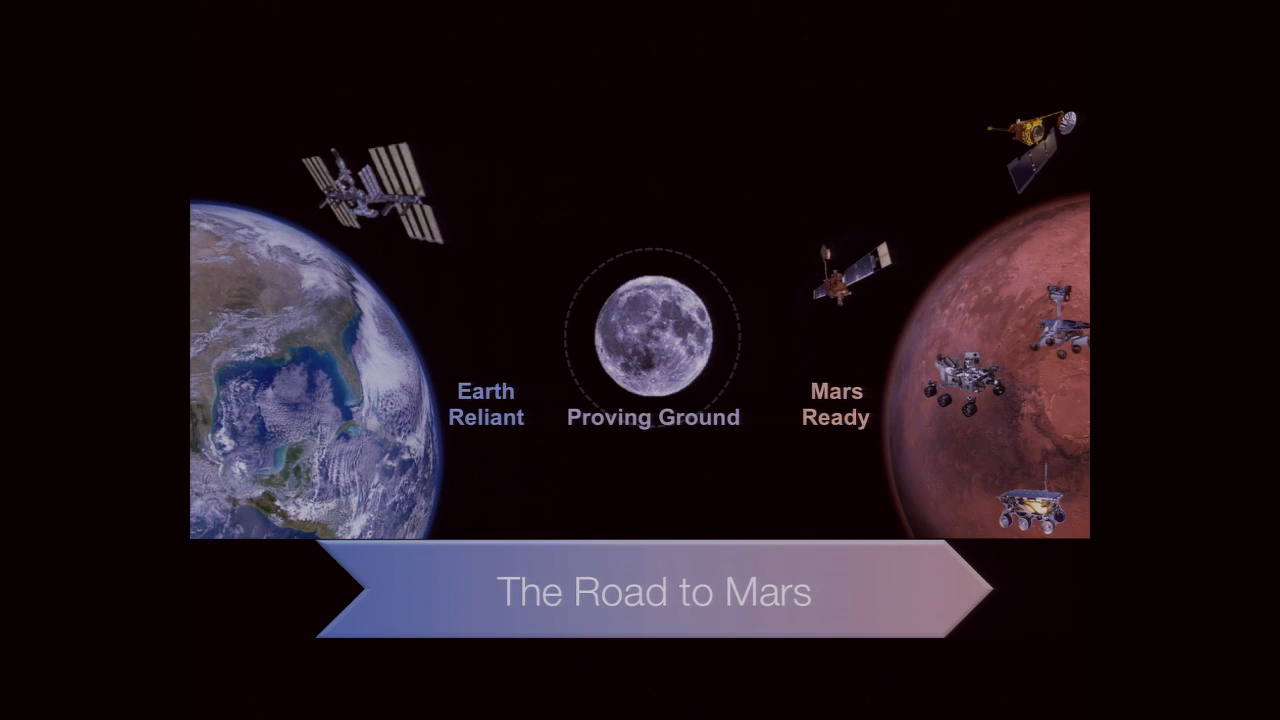 Earth
Reliant
Proving Ground
Mars
Ready
The Road to Mars